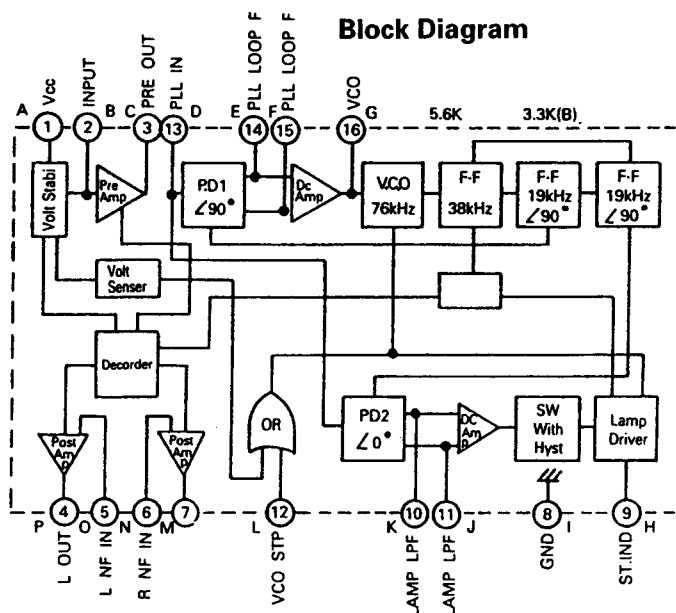 Block Diagram
A
Vcc
INPUT
B
C
PRE OUT
PLL IN
D
E
PLL LOOP F
F
PLL LOOP F
VCO
G
5.6K
3.3K(B)
1
2
3
13
14
15
16
Volt Stabi
Pre
Amp
P.D1
∠90°
Dc
Amp
V.C.O
76kHz
F·F
38kHz
F·F
19kHz
∠90°
F·F
19kHz
∠90°
Volt
Senser
Decorder
OR
PD2
∠0°
DC
Am
p
SW
With
Hyst
Lamp
Driver
Post
Am
p
Post
Am
p
4
5
6
7
12
10
11
8
9
P
O
N
M
L
K
J
I
H
L OUT
L NF IN
R NF IN
VCO STP
LAMP LPF
LAMP LPF
GND
ST.IND